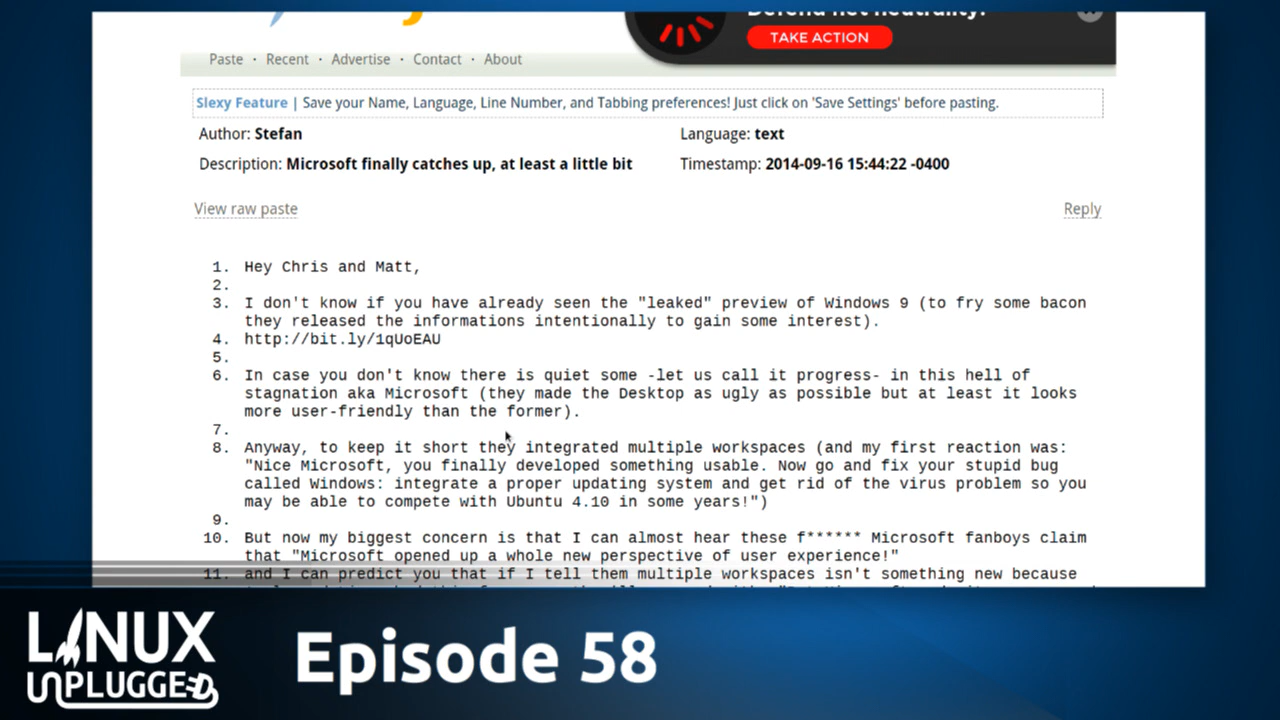 Defend net neutrality.
TAKE ACTION
Paste · Recent · Advertise · Contact · About
Slexy Feature | Save your Name, Language, Line Number, and Tabbing preferences! Just click on 'Save Settings' before pasting.
Author: Stefan
Language: text
Description: Microsoft finally catches up, at least a little bit
Timestamp: 2014-09-16 15:44:22 -0400
View raw paste
Reply
1. Hey Chris and Matt,
2.
3. I don't know if you have already seen the "leaked" preview of Windows 9 (to fry some bacon
they released the informations intentionally to gain some interest).
4. http://bit.ly/1qUoEAU
5.
6. In case you don't know there is quiet some -let us call it progress- in this hell of
stagnation aka Microsoft (they made the Desktop as ugly as possible but at least it looks
more user-friendly than the former).
7.
8. Anyway, to keep it short they integrated multiple workspaces (and my first reaction was:
"Nice Microsoft, you finally developed something usable. Now go and fix your stupid bug
called Windows: integrate a proper updating system and get rid of the virus problem so you
may be able to compete with Ubuntu 4.10 in some years!")
9.
10. But now my biggest concern is that I can almost hear these f****** Microsoft fanboys claim
that "Microsoft opened up a whole new perspective of user experience!"
11. and I can predict you that if I tell them multiple workspaces isn't something new because
LINUX
UNPLUGGED
Episode 58